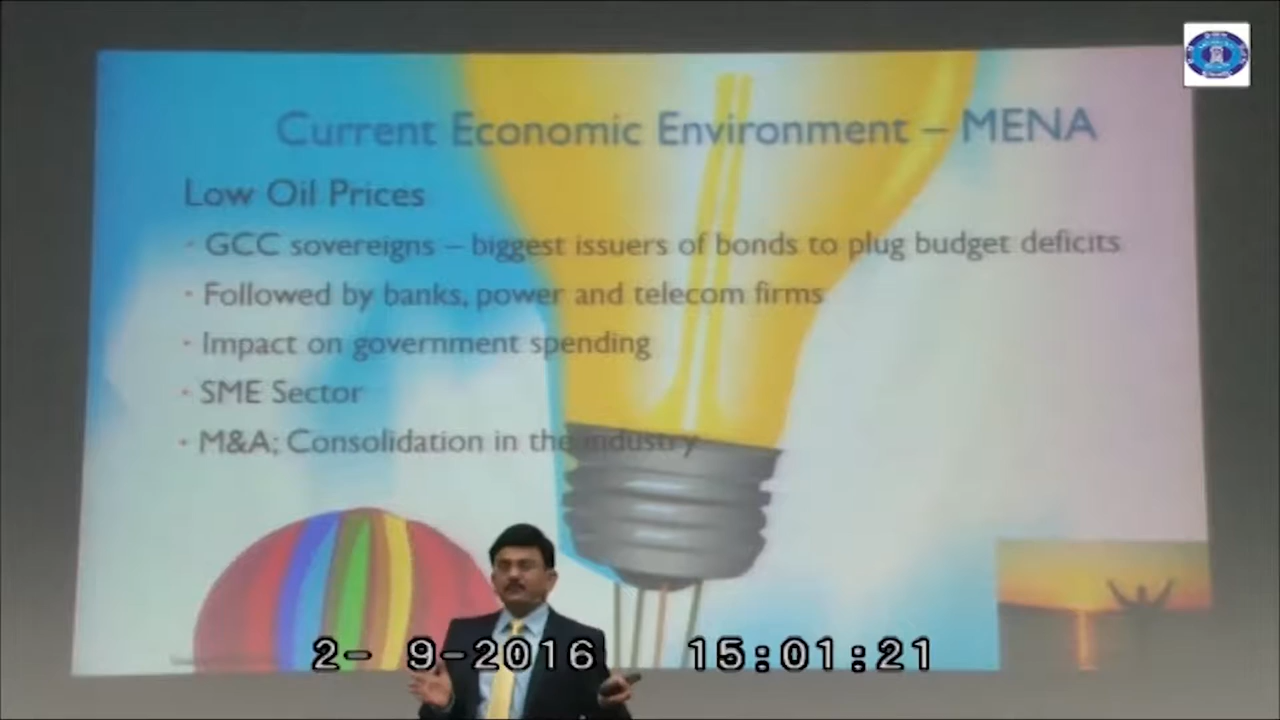 Current Economic Environment – MENA
Low Oil Prices
· GCC sovereigns – biggest issuers of bonds to plug budget deficits
· Followed by banks, power and telecom firms
· Impact on government spending
· SME Sector
· M&A; Consolidation in the industry
2- 9-2016 15:01:21